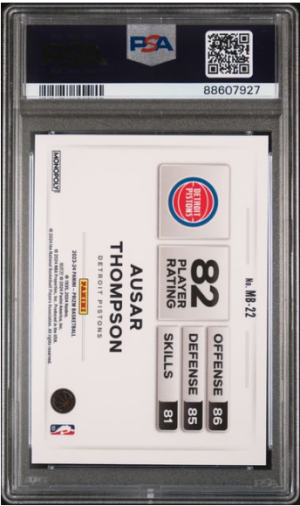 PSA
88607927
No. MB-22
DETROIT
PISTONS
82
PLAYER
RATING
OFFENSE 86
DEFENSE 85
SKILLS 81
AUSAR
THOMPSON
DETROIT PISTONS
PANINI
2023-24 PANINI - PRIZM BASKETBALL
MONOPOLY
NBA